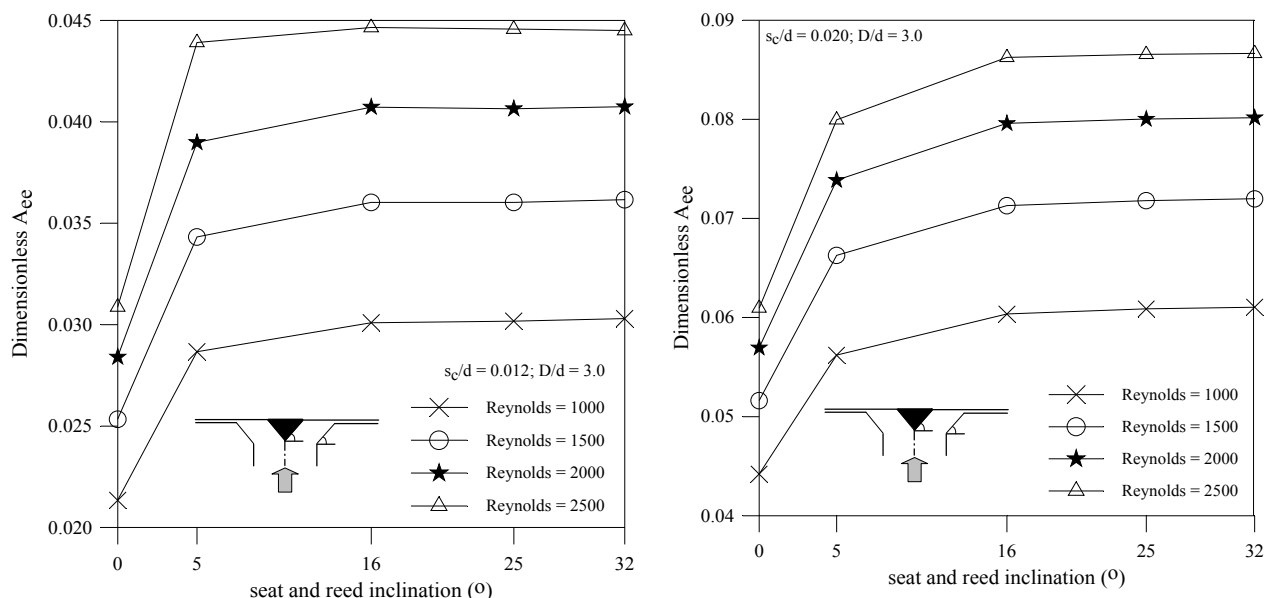 0.045
0.040
0.035
0.030
0.025
0.020
Dimensionless Aee
sc/d = 0.012; D/d = 3.0
Reynolds = 1000
Reynolds = 1500
Reynolds = 2000
Reynolds = 2500
0 5 16 25 32
seat and reed inclination (o)
0.09
0.08
0.07
0.06
0.05
0.04
Dimensionless Aee
sc/d = 0.020; D/d = 3.0
Reynolds = 1000
Reynolds = 1500
Reynolds = 2000
Reynolds = 2500
0 5 16 25 32
seat and reed inclination (o)